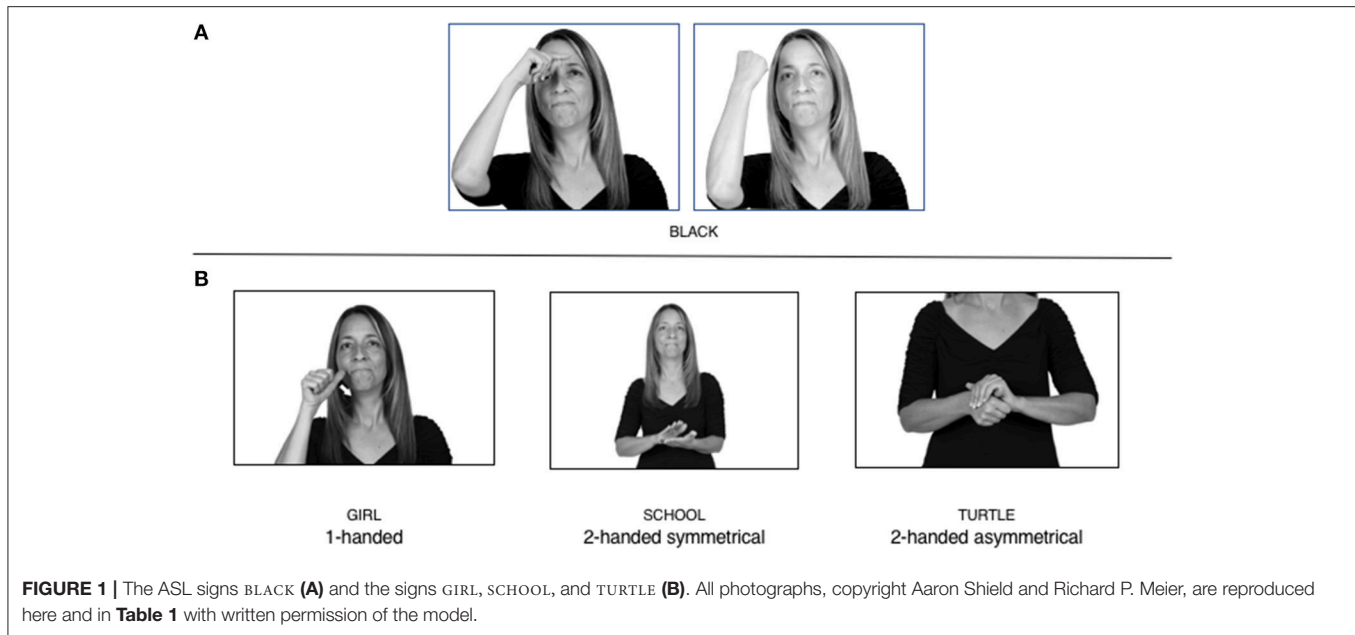 A
BLACK
B
GIRL
1-handed
SCHOOL
2-handed symmetrical
TURTLE
2-handed asymmetrical
FIGURE 1 | The ASL signs BLACK (A) and the signs GIRL, SCHOOL, and TURTLE (B). All photographs, copyright Aaron Shield and Richard P. Meier, are reproduced
here and in Table 1 with written permission of the model.